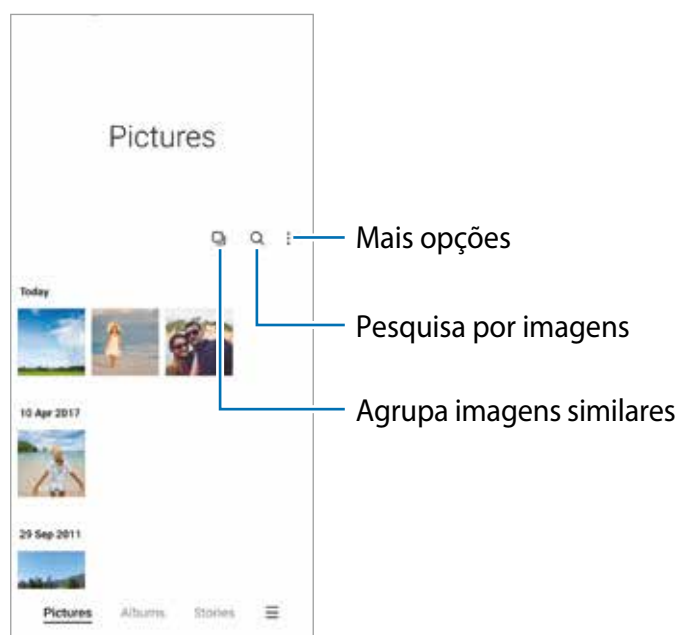 Pictures
Mais opções
Today
Pesquisa por imagens
Agrupa imagens similares
10 Apr 2017
29 Sep 2011
Pictures Albums Stories